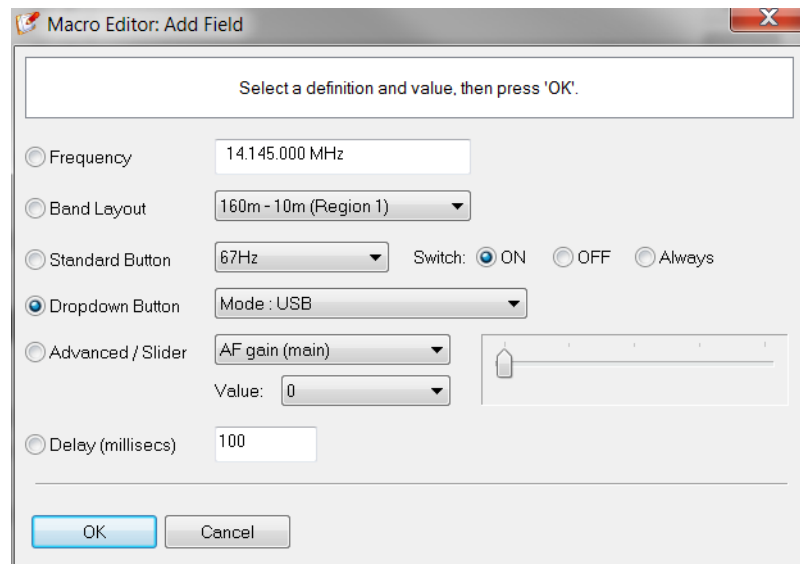 Macro Editor: Add Field
Select a definition and value, then press 'OK'.
Frequency 14.145.000 MHz
Band Layout 160m - 10m (Region 1)
Standard Button 67Hz Switch: ON OFF Always
Dropdown Button Mode : USB
Advanced / Slider AF gain (main)
Value: 0
Delay (millisecs) 100
OK Cancel